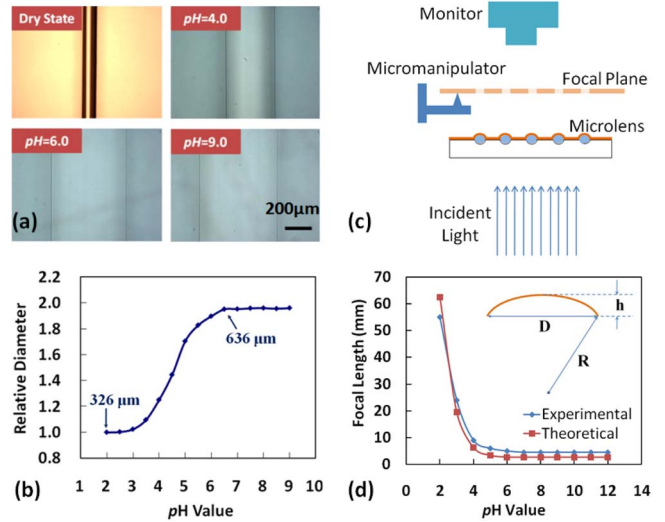 Dry State
pH=4.0
pH=6.0
pH=9.0
200μm
(a)
Monitor
Micromanipulator
Focal Plane
Microlens
Incident
Light
(c)
Relative Diameter
2.2
2.0
1.8
1.6
1.4
1.2
1.0
0.8
326 μm
636 μm
0 1 2 3 4 5 6 7 8 9 10
pH Value
(b)
Focal Length (mm)
70
60
50
40
30
20
10
0
h
D
R
Experimental
Theoretical
0 2 4 6 8 10 12 14
pH Value
(d)